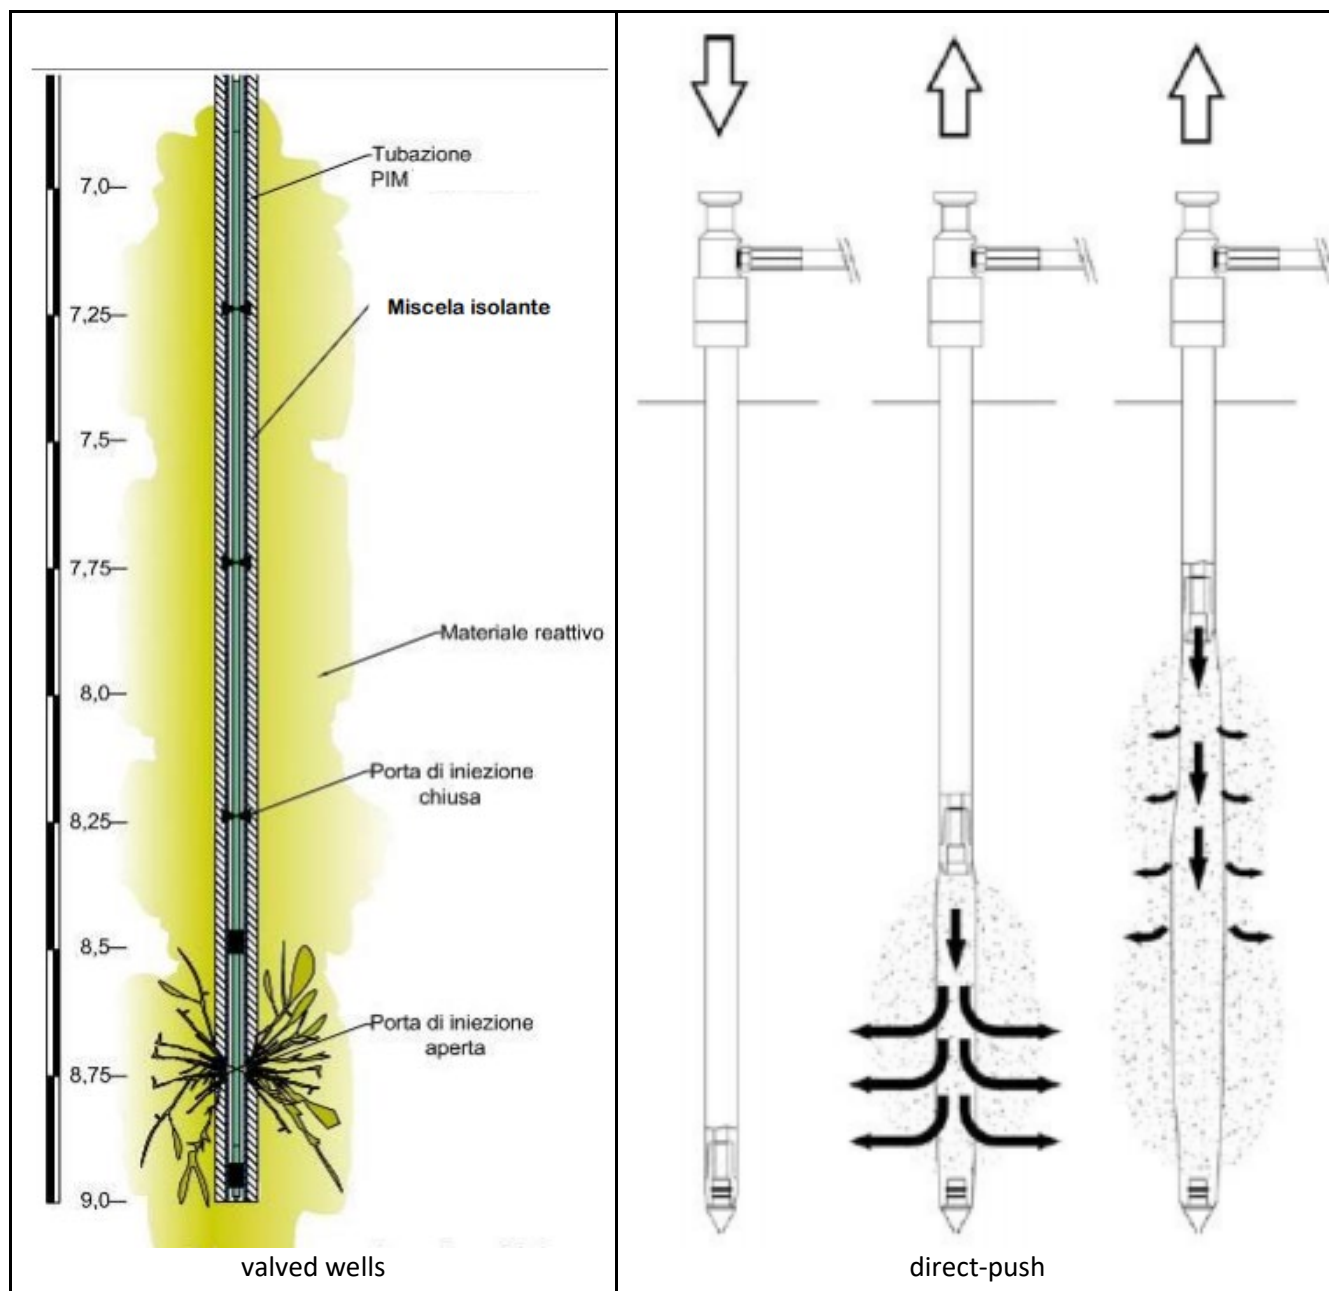 Tubazione
PIM
7,0
Miscela isolante
7,25
7,5
7,75
Materiale reattivo
8,0
Porta di iniezione
chiusa
8,25
8,5
Porta di iniezione
aperta
8,75
9,0
valved wells
direct-push